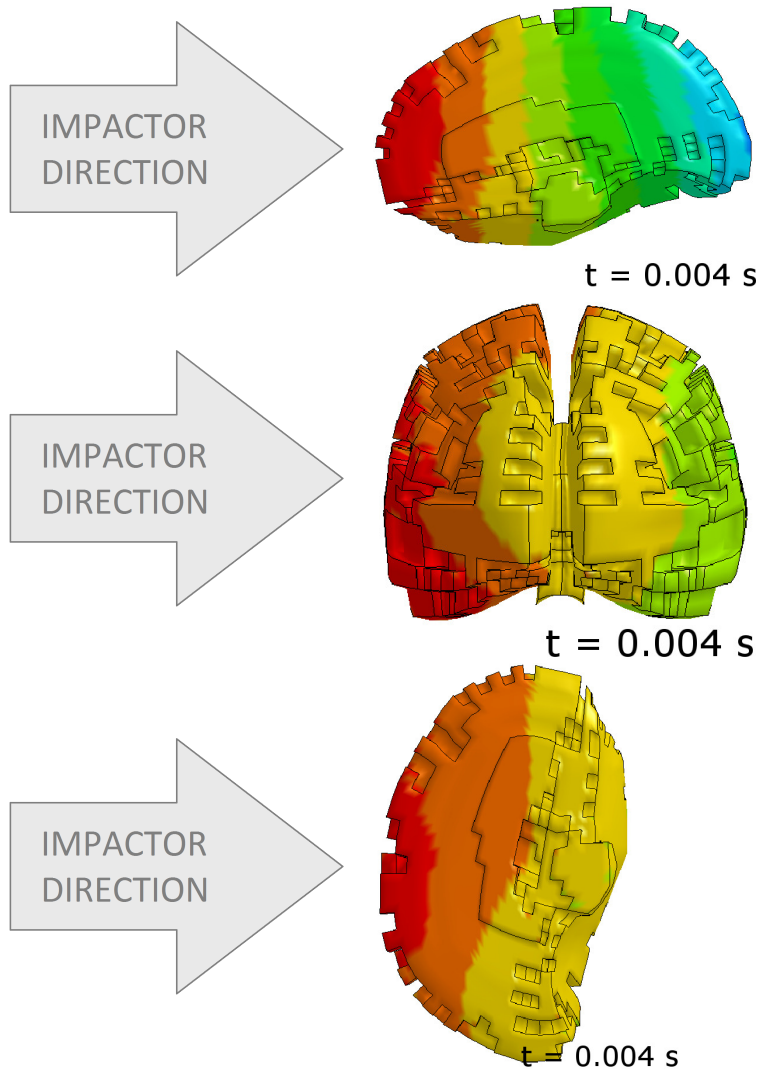 IMPACTOR
DIRECTION
t = 0.004 s
IMPACTOR
DIRECTION
t = 0.004 s
IMPACTOR
DIRECTION
t = 0.004 s